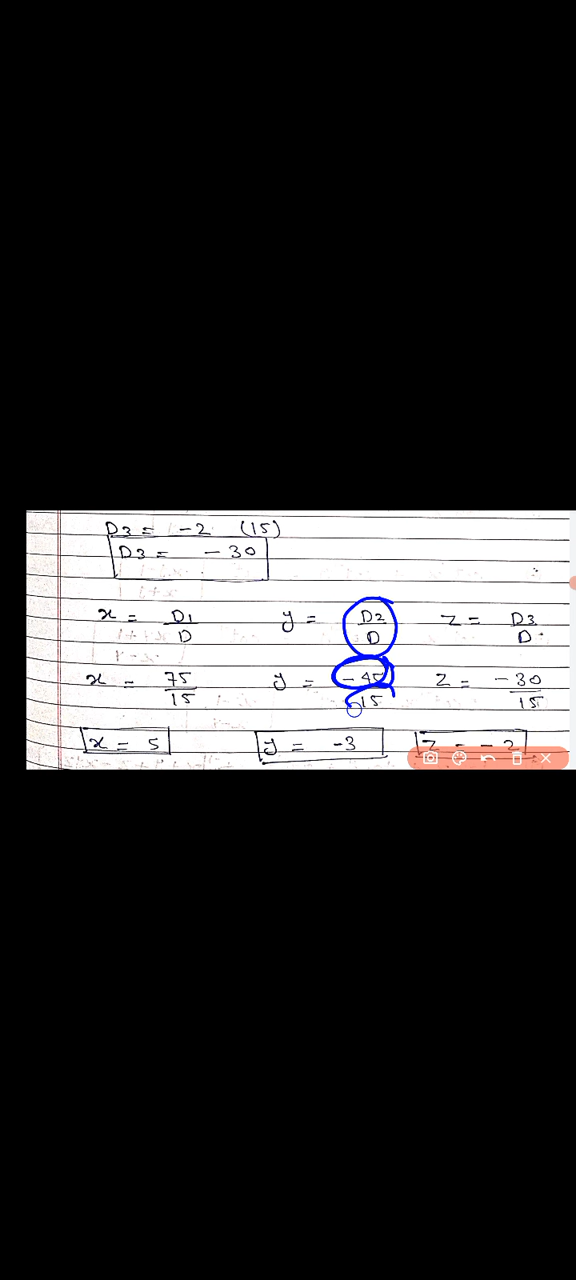 D3 = -2 (15)
D3 = -30
x = D1/D y = D2/D z = D3/D
x = 75/15 y = -45/15 z = -30/15
x = 5 y = -3 z = -2